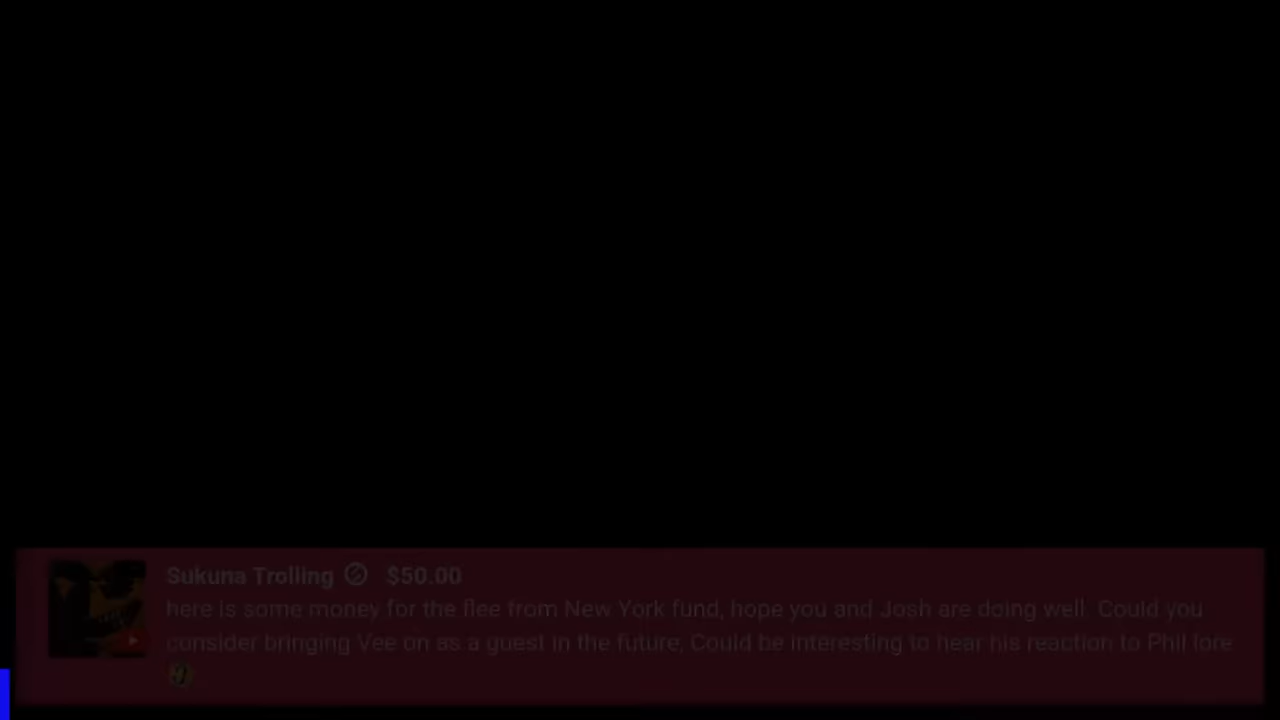 Sukuna Trolling $50.00
here is some money for the flee from New York fund, hope you and Josh are doing well. Could you
consider bringing Vee on as a guest in the future, Could be interesting to hear his reaction to Phil lore